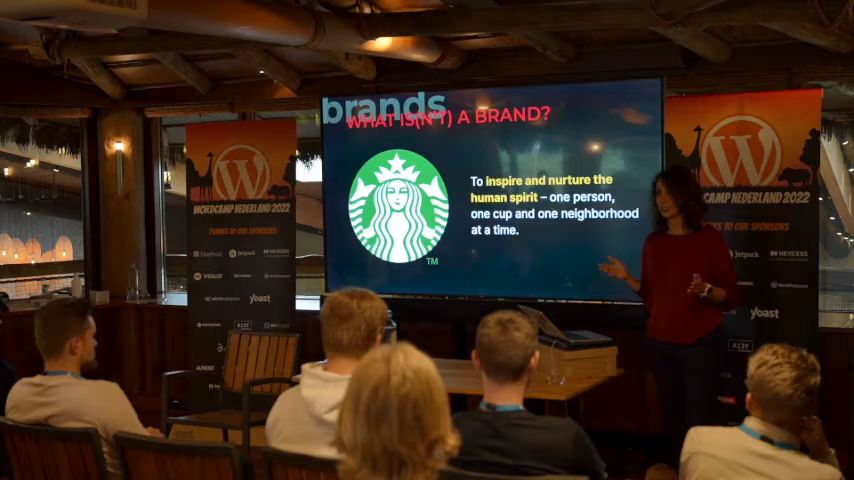 brands
WHAT IS(N'T) A BRAND?
To inspire and nurture the
human spirit – one person,
one cup and one neighborhood
at a time.
TM
WORDCAMP NEDERLAND 2022
THANKS TO OUR SPONSORS
bluehost
Jetpack
NEXCESS
WEGLOT
yoast
A11Y
WORDCAMP NEDERLAND 2022
THANKS TO OUR SPONSORS
Jetpack
NEXCESS
yoast
A11Y